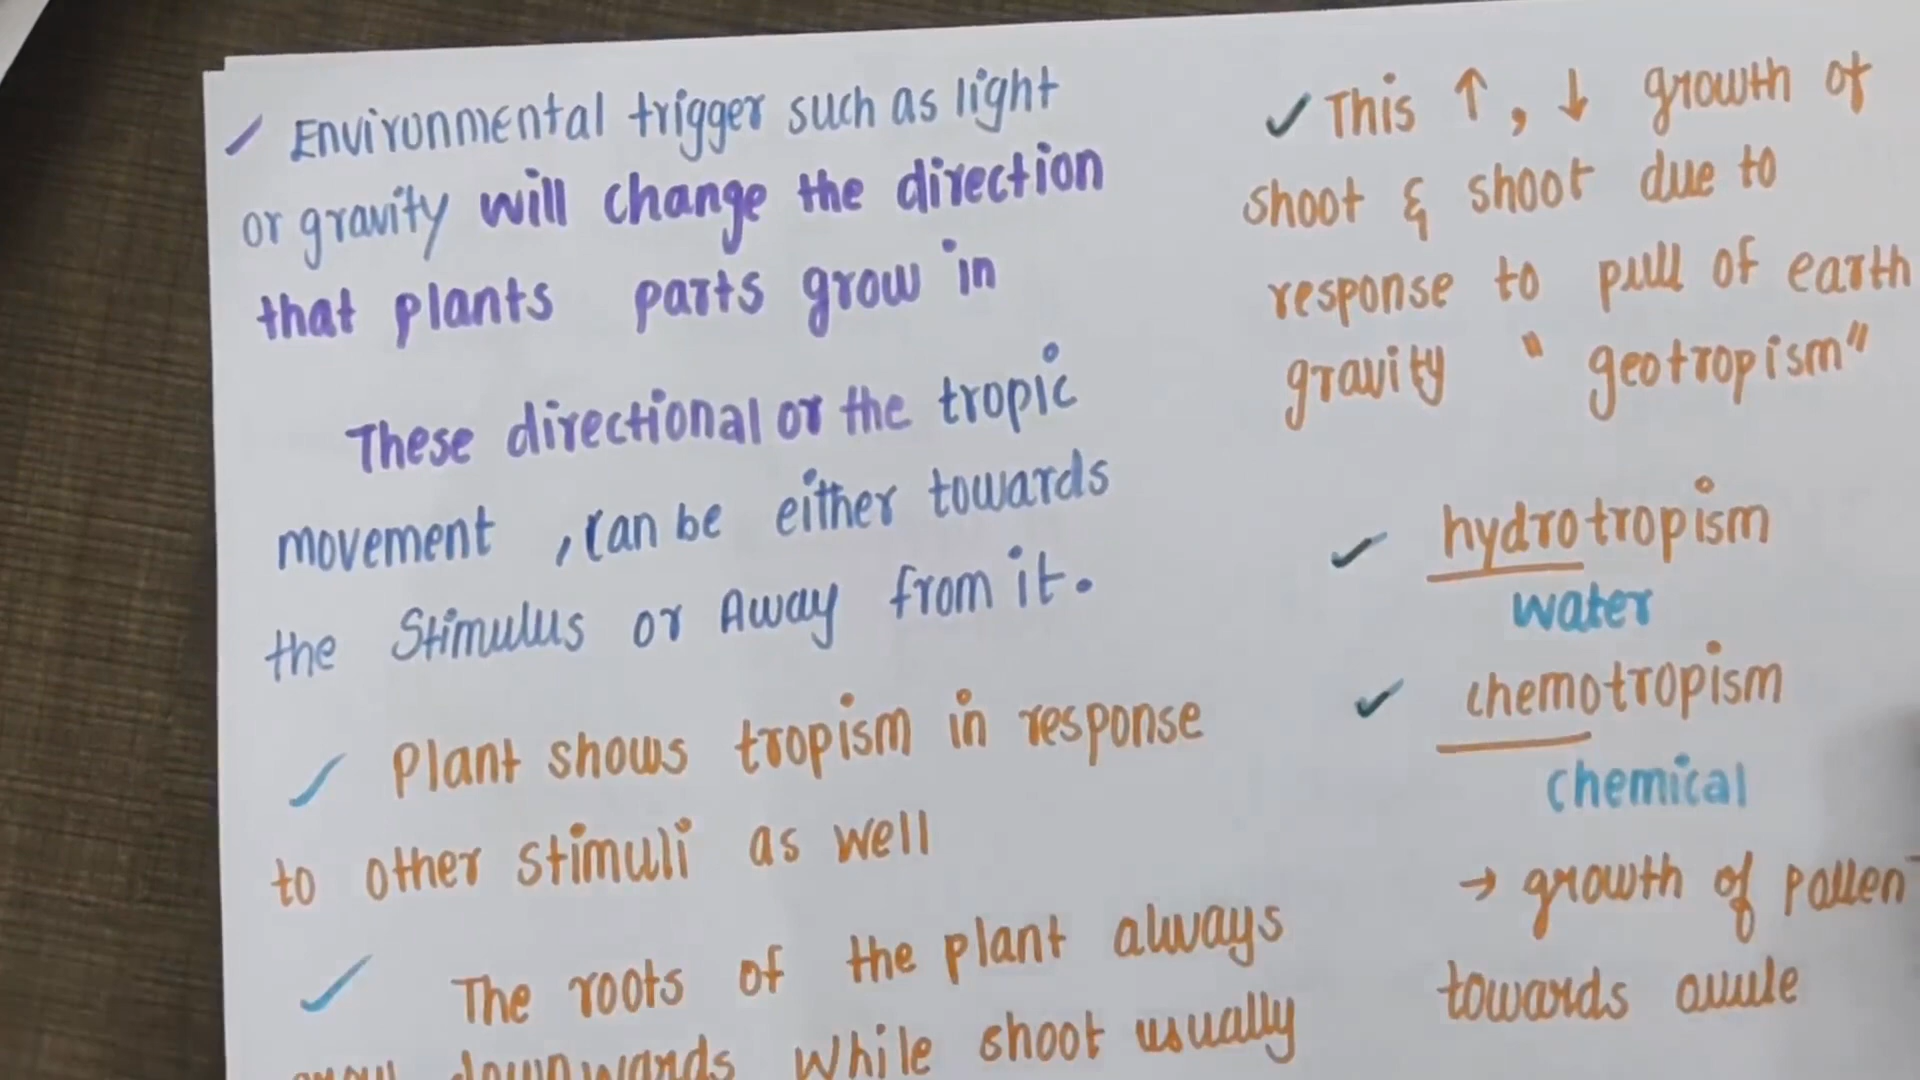 Environmental trigger such as light
or gravity will change the direction
that plants parts grow in
These directional or the tropic
movement , can be either towards
the Stimulus or Away from it.
Plant shows tropism in response
to other stimuli as well
The roots of the plant always
grow downwards while shoot usually
This ↑ , ↓ growth of
shoot & shoot due to
response to pull of earth
gravity " geotropism"
hydrotropism
water
chemotropism
chemical
→ growth of pollen
towards ovule